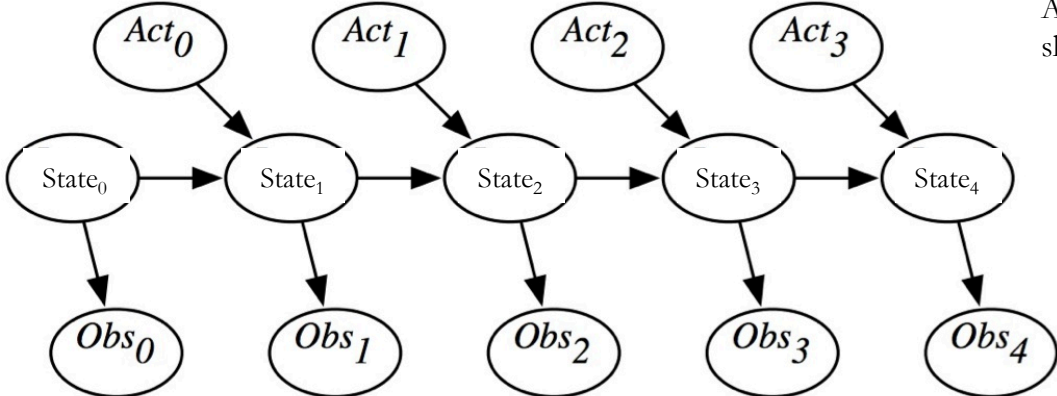 Act0 Act1 Act2 Act3
State0 State1 State2 State3 State4
Obs0 Obs1 Obs2 Obs3 Obs4